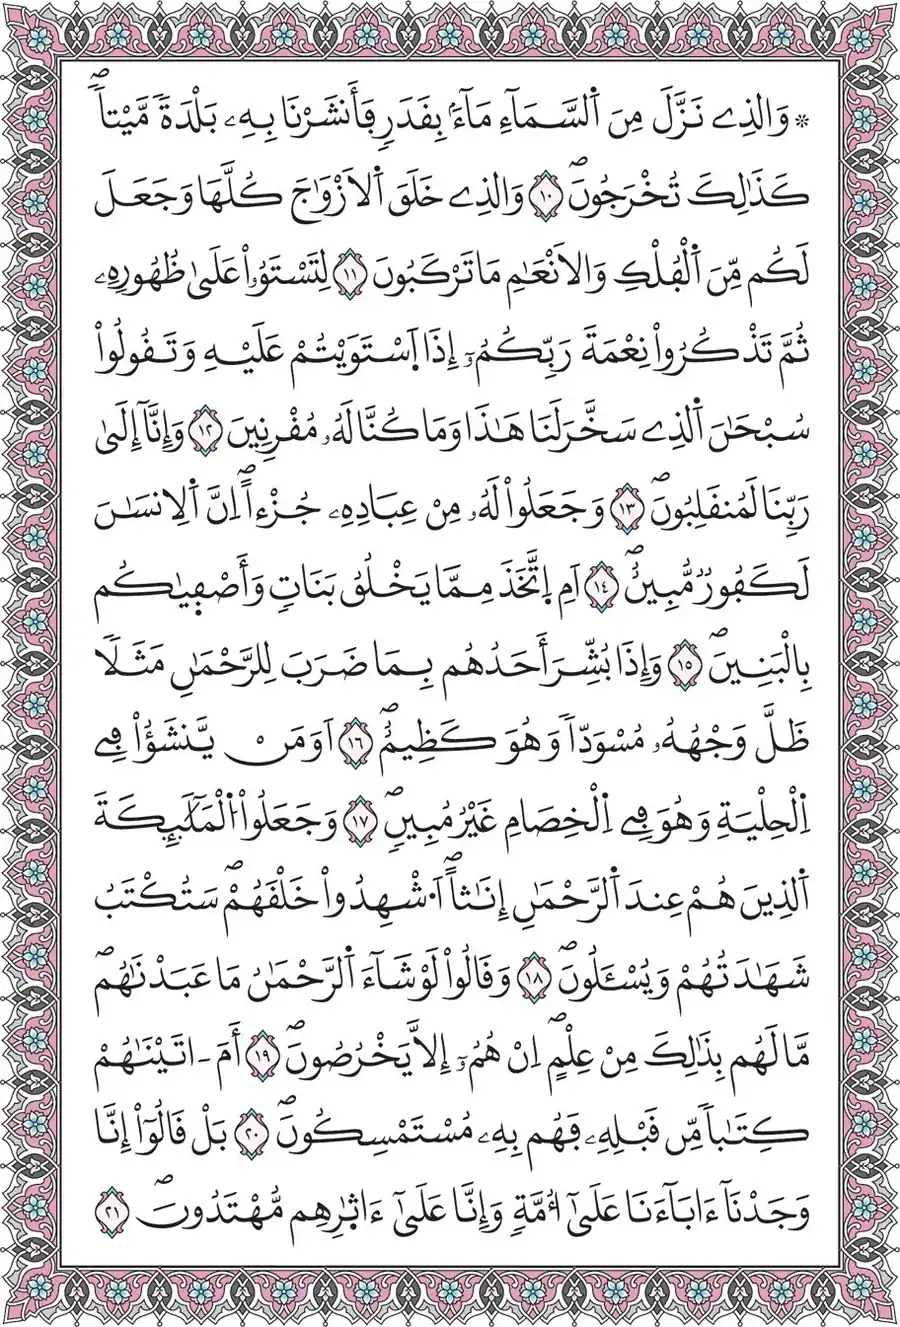 * وَالذِے نَزَّلَ مِنَ اَ۬لسَّمَآءِ مَآءَۢ بِقَدَرٖ فَأَنشَرْنَا بِهِۦ بَلْدَةٗ مَّيْتاٗۖ
كَذَٰلِكَ تُخْرَجُونَۖ ١٠ وَالذِے خَلَقَ اَ۬لَازْوَٰجَ كُلَّهَا وَجَعَلَ
لَكُم مِّنَ اَ۬لْفُلْكِ وَالَانْعَٰمِ مَا تَرْكَبُونَ ١١ لِتَسْتَوُۥاْ عَلَىٰ ظُهُورِهِۦ
ثُمَّ تَذْكُرُواْ نِعْمَةَ رَبِّكُمُۥٓ إِذَا اَ۪سْتَوَيْتُمْ عَلَيْهِ وَتَقُولُواْ
سُبْحَٰنَ اَ۬لذِے سَخَّرَ لَنَا هَٰذَا وَمَا كُنَّا لَهُۥ مُقْرِنِينَ ١٢ وَإِنَّآ إِلَىٰ
رَبِّنَا لَمُنقَلِبُونَۖ ١٣ وَجَعَلُواْ لَهُۥ مِنْ عِبَادِهِۦ جُزْءاًۖ اِنَّ اَ۬لِانسَٰنَ
لَكَفُورٞ مُّبِينٌۖ ١٤ اَمِ اِ۪تَّخَذَ مِمَّا يَخْلُقُ بَنَاتٖ وَأَصْف۪يٰكُم
بِالْبَنِينَۖ ١٥ وَإِذَا بُشِّرَ أَحَدُهُم بِمَا ضَرَبَ لِلرَّحْمَٰنِ مَثَلاٗ
ظَلَّ وَجْهُهُۥ مُسْوَدّاٗ وَهُوَ كَظِيمٌۖ ١٦ اَوَمَنْ يَّنشَؤُاْ فِے
اِ۬لْحِلْيَةِ وَهُوَ فِے اِ۬لْخِصَامِ غَيْرُ مُبِينٖۖ ١٧ وَجَعَلُواْ اُ۬لْمَلَٰٓئِكَةَ
اَ۬لذِينَ هُمْ عِندَ اَ۬لرَّحْمَٰنِ إِنَٰثاًۖ اَ۟شْهِدُواْ خَلْقَهُمْۖ سَتُكْتَبُ
شَهَٰدَتُهُمْ وَيُسْـَٔلُونَۖ ١٨ وَقَالُواْ لَوْ شَآءَ اَ۬لرَّحْمَٰنُ مَا عَبَدْنَٰهُمۖ
مَّا لَهُم بِذَٰلِكَ مِنْ عِلْمٍۖ اِنْ هُمُۥٓ إِلَّا يَخْرُصُونَۖ ١٩ أَمَ اٰتَيْنَٰهُمْ
كِتَٰباٗ مِّن قَبْلِهِۦ فَهُم بِهِۦ مُسْتَمْسِكُونَۖ ٢٠ بَلْ قَالُوٓاْ إِنَّا
وَجَدْنَآ ءَابَآءَنَا عَلَىٰٓ أُمَّةٖ وَإِنَّا عَلَىٰٓ ءَاثٰ۪رِهِم مُّهْتَدُونَۖ ٢١